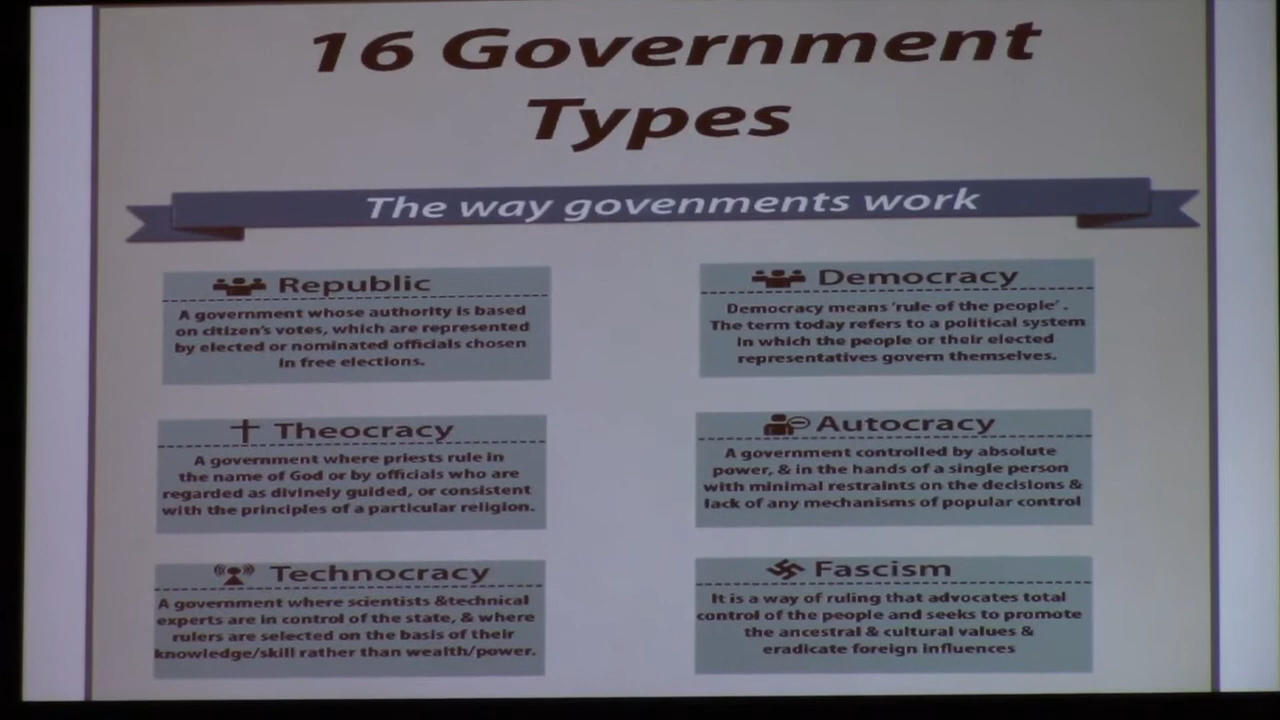 16 Government
Types
The way govenments work
Republic
A government whose authority is based
on citizen's votes, which are represented
by elected or nominated officials chosen
in free elections.
Democracy
Democracy means 'rule of the people' .
The term today refers to a political system
in which the people or their elected
representatives govern themselves.
Theocracy
A government where priests rule in
the name of God or by officials who are
regarded as divinely guided, or consistent
with the principles of a particular religion.
Autocracy
A government controlled by absolute
power, & in the hands of a single person
with minimal restraints on the decisions &
lack of any mechanisms of popular control
Technocracy
A government where scientists &technical
experts are in control of the state, & where
rulers are selected on the basis of their
knowledge/skill rather than wealth/power.
Fascism
It is a way of ruling that advocates total
control of the people and seeks to promote
the ancestral & cultural values &
eradicate foreign influences